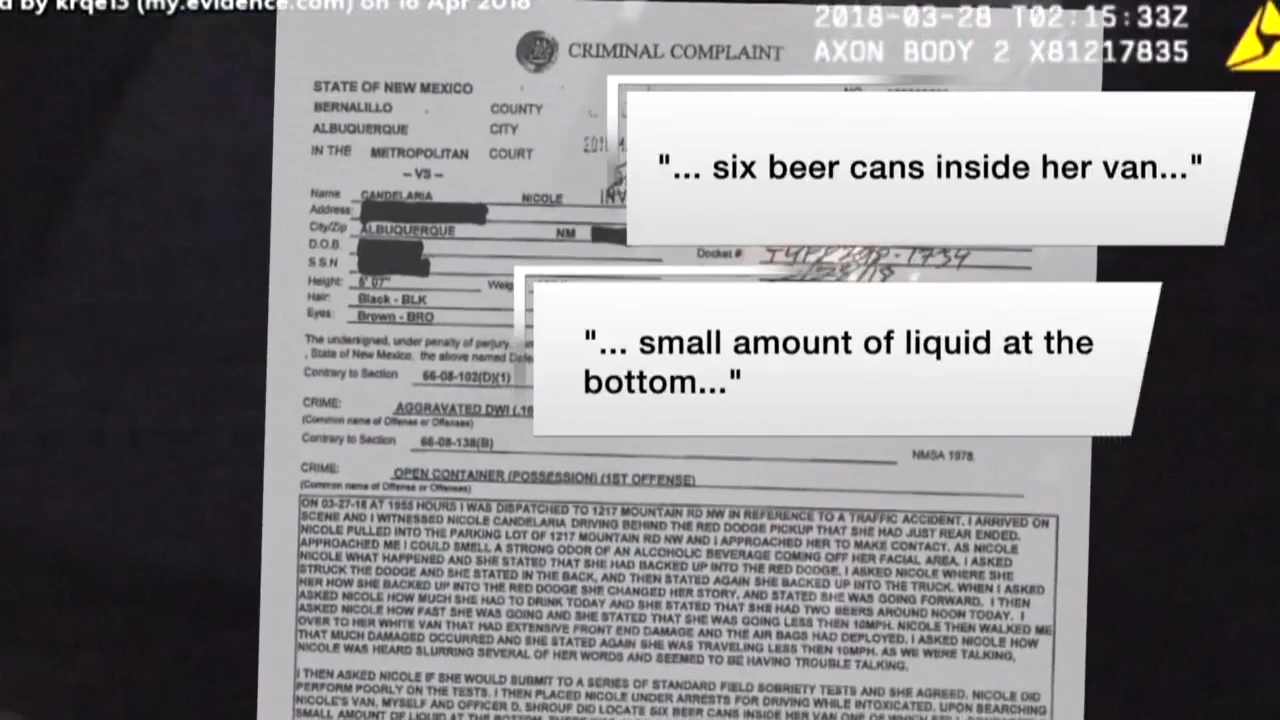 d by krqe13 (my.evidence.com) on 16 Apr 2018
2018-03-28 T02:15:33Z
AXON BODY 2 X81217835
CRIMINAL COMPLAINT
STATE OF NEW MEXICO
BERNALILLO COUNTY
ALBUQUERQUE CITY
IN THE METROPOLITAN COURT
– VS –
"... six beer cans inside her van..."
Name CANDELARIA NICOLE INV
Address:
City/Zip ALBUQUERQUE NM
D.O.B.
S.S.N
Docket #
Height: 6' 07" Weig
Hair: Black - BLK
Eyes: Brown - BRO
"... small amount of liquid at the
bottom..."
The undersigned, under penalty of perjury,
, State of New Mexico, the above named Defe
Contrary to Section 66-08-102(D)(1)
CRIME: AGGRAVATED DWI (.16
(Common name of Offense or Offenses)
Contrary to Section 66-08-138(B) NMSA 1978.
CRIME: OPEN CONTAINER (POSSESSION) (1ST OFFENSE)
(Common name of Offense or Offenses)
ON 03-27-18 AT 1955 HOURS I WAS DISPATCHED TO 1217 MOUNTAIN RD NW IN REFERENCE TO A TRAFFIC ACCIDENT. I ARRIVED ON
SCENE AND I WITNESSED NICOLE CANDELARIA DRIVING BEHIND THE RED DODGE PICKUP THAT SHE HAD JUST REAR ENDED.
NICOLE PULLED INTO THE PARKING LOT OF 1217 MOUNTAIN RD NW AND I APPROACHED HER TO MAKE CONTACT. AS NICOLE
APPROACHED ME I COULD SMELL A STRONG ODOR OF AN ALCOHOLIC BEVERAGE COMING OFF HER FACIAL AREA. I ASKED
NICOLE WHAT HAPPENED AND SHE STATED THAT SHE HAD BACKED UP INTO THE RED DODGE. I ASKED NICOLE WHERE SHE
STRUCK THE DODGE AND SHE STATED IN THE BACK, AND THEN STATED AGAIN SHE BACKED UP INTO THE TRUCK. WHEN I ASKED
HER HOW SHE BACKED UP INTO THE RED DODGE SHE CHANGED HER STORY, AND STATED SHE WAS GOING FORWARD. I THEN
ASKED NICOLE HOW MUCH SHE HAD TO DRINK TODAY AND SHE STATED THAT SHE HAD TWO BEERS AROUND NOON TODAY. I
ASKED NICOLE HOW FAST SHE WAS GOING AND SHE STATED THAT SHE WAS GOING LESS THEN 10MPH. NICOLE THEN WALKED ME
OVER TO HER WHITE VAN THAT HAD EXTENSIVE FRONT END DAMAGE AND THE AIR BAGS HAD DEPLOYED. I ASKED NICOLE HOW
THAT MUCH DAMAGED OCCURRED AND SHE STATED AGAIN SHE WAS TRAVELING LESS THEN 10MPH. AS WE WERE TALKING,
NICOLE WAS HEARD SLURRING SEVERAL OF HER WORDS AND SEEMED TO BE HAVING TROUBLE TALKING.
I THEN ASKED NICOLE IF SHE WOULD SUBMIT TO A SERIES OF STANDARD FIELD SOBRIETY TESTS AND SHE AGREED. NICOLE DID
PERFORM POORLY ON THE TESTS. I THEN PLACED NICOLE UNDER ARRESTS FOR DRIVING WHILE INTOXICATED. UPON SEARCHING
NICOLE'S VAN, MYSELF AND OFFICER D. SHROUF DID LOCATE SIX BEER CANS INSIDE HER VAN ONE OF WHICH STILL
SMALL AMOUNT OF LIQUID AT THE BOTTOM.